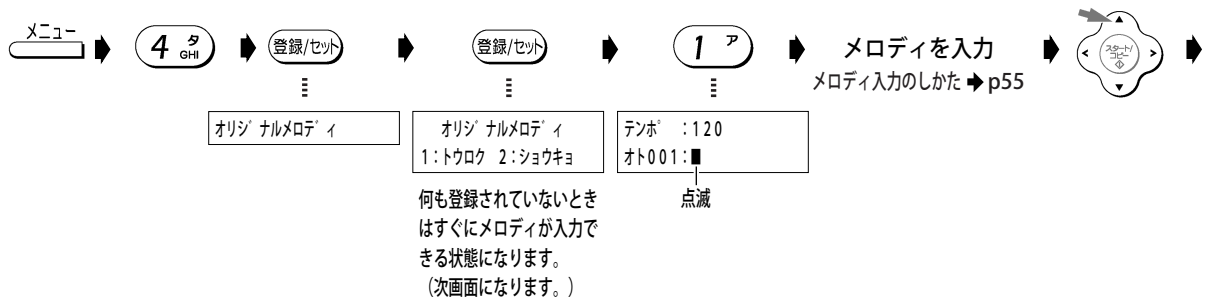 メニュー
4 タ GHI
登録/セット
登録/セット
1 ア
メロディを入力
メロディ入力のしかた p55
スタート/
コピー
オリジナルメロディ
オリジナルメロディ
1:トウロク 2:ショウキョ
テンポ :120
オト001:■
何も登録されていないとき
はすぐにメロディが入力で
きる状態になります。
(次画面になります。)
点滅